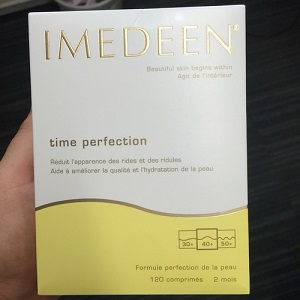 IMEDEEN®
Beautiful skin begins within
Agit de l'intérieur
time perfection
Réduit l'apparence des rides et des ridules
Aide à améliorer la qualité et l'hydratation de la peau
30+ 40+ 50+
Formule perfection de la peau
120 comprimés 2 mois